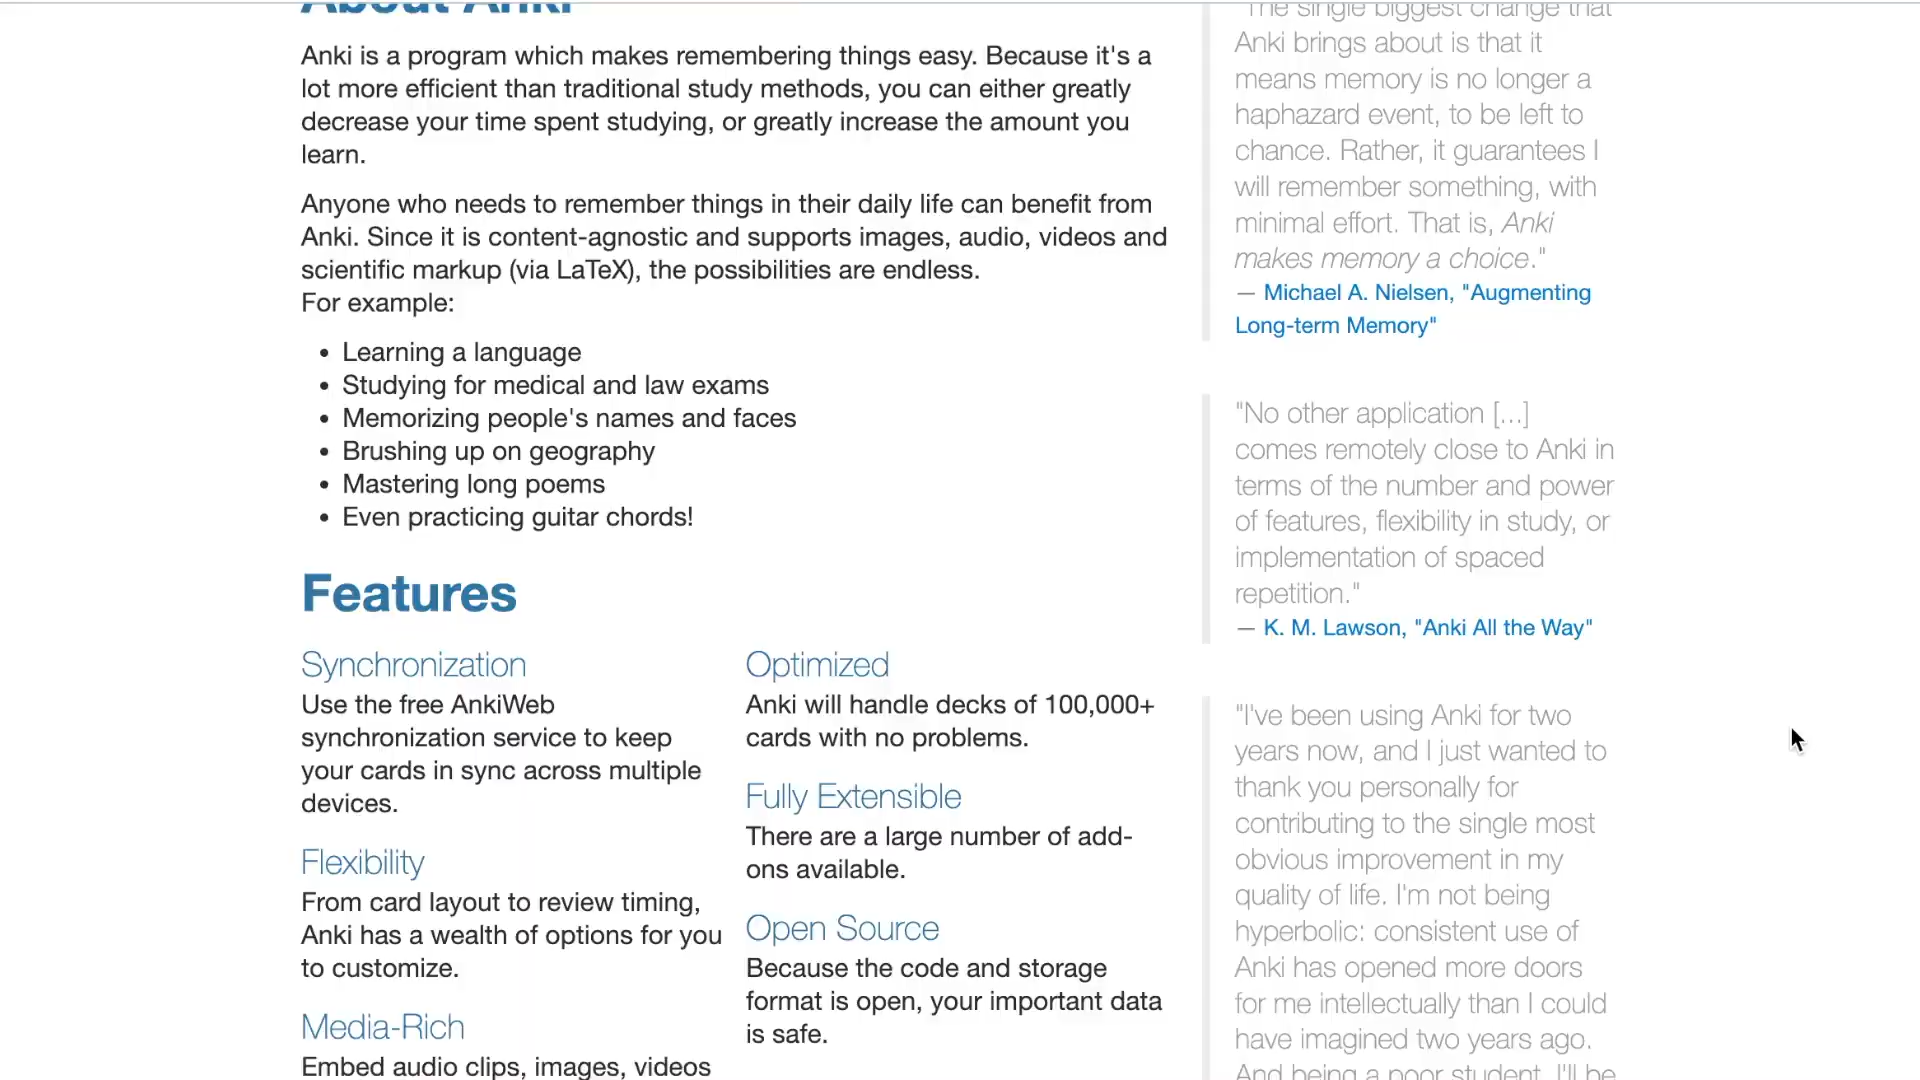 About Anki
Anki is a program which makes remembering things easy. Because it's a
lot more efficient than traditional study methods, you can either greatly
decrease your time spent studying, or greatly increase the amount you
learn.
Anyone who needs to remember things in their daily life can benefit from
Anki. Since it is content-agnostic and supports images, audio, videos and
scientific markup (via LaTeX), the possibilities are endless.
For example:
• Learning a language
• Studying for medical and law exams
• Memorizing people's names and faces
• Brushing up on geography
• Mastering long poems
• Even practicing guitar chords!
Features
Synchronization
Use the free AnkiWeb
synchronization service to keep
your cards in sync across multiple
devices.
Flexibility
From card layout to review timing,
Anki has a wealth of options for you
to customize.
Media-Rich
Embed audio clips, images, videos
Optimized
Anki will handle decks of 100,000+
cards with no problems.
Fully Extensible
There are a large number of add-
ons available.
Open Source
Because the code and storage
format is open, your important data
is safe.
"The single biggest change that
Anki brings about is that it
means memory is no longer a
haphazard event, to be left to
chance. Rather, it guarantees I
will remember something, with
minimal effort. That is, Anki
makes memory a choice."
— Michael A. Nielsen, "Augmenting
Long-term Memory"
"No other application [...]
comes remotely close to Anki in
terms of the number and power
of features, flexibility in study, or
implementation of spaced
repetition."
— K. M. Lawson, "Anki All the Way"
"I've been using Anki for two
years now, and I just wanted to
thank you personally for
contributing to the single most
obvious improvement in my
quality of life. I'm not being
hyperbolic: consistent use of
Anki has opened more doors
for me intellectually than I could
have imagined two years ago.
And being a poor student, I'll be